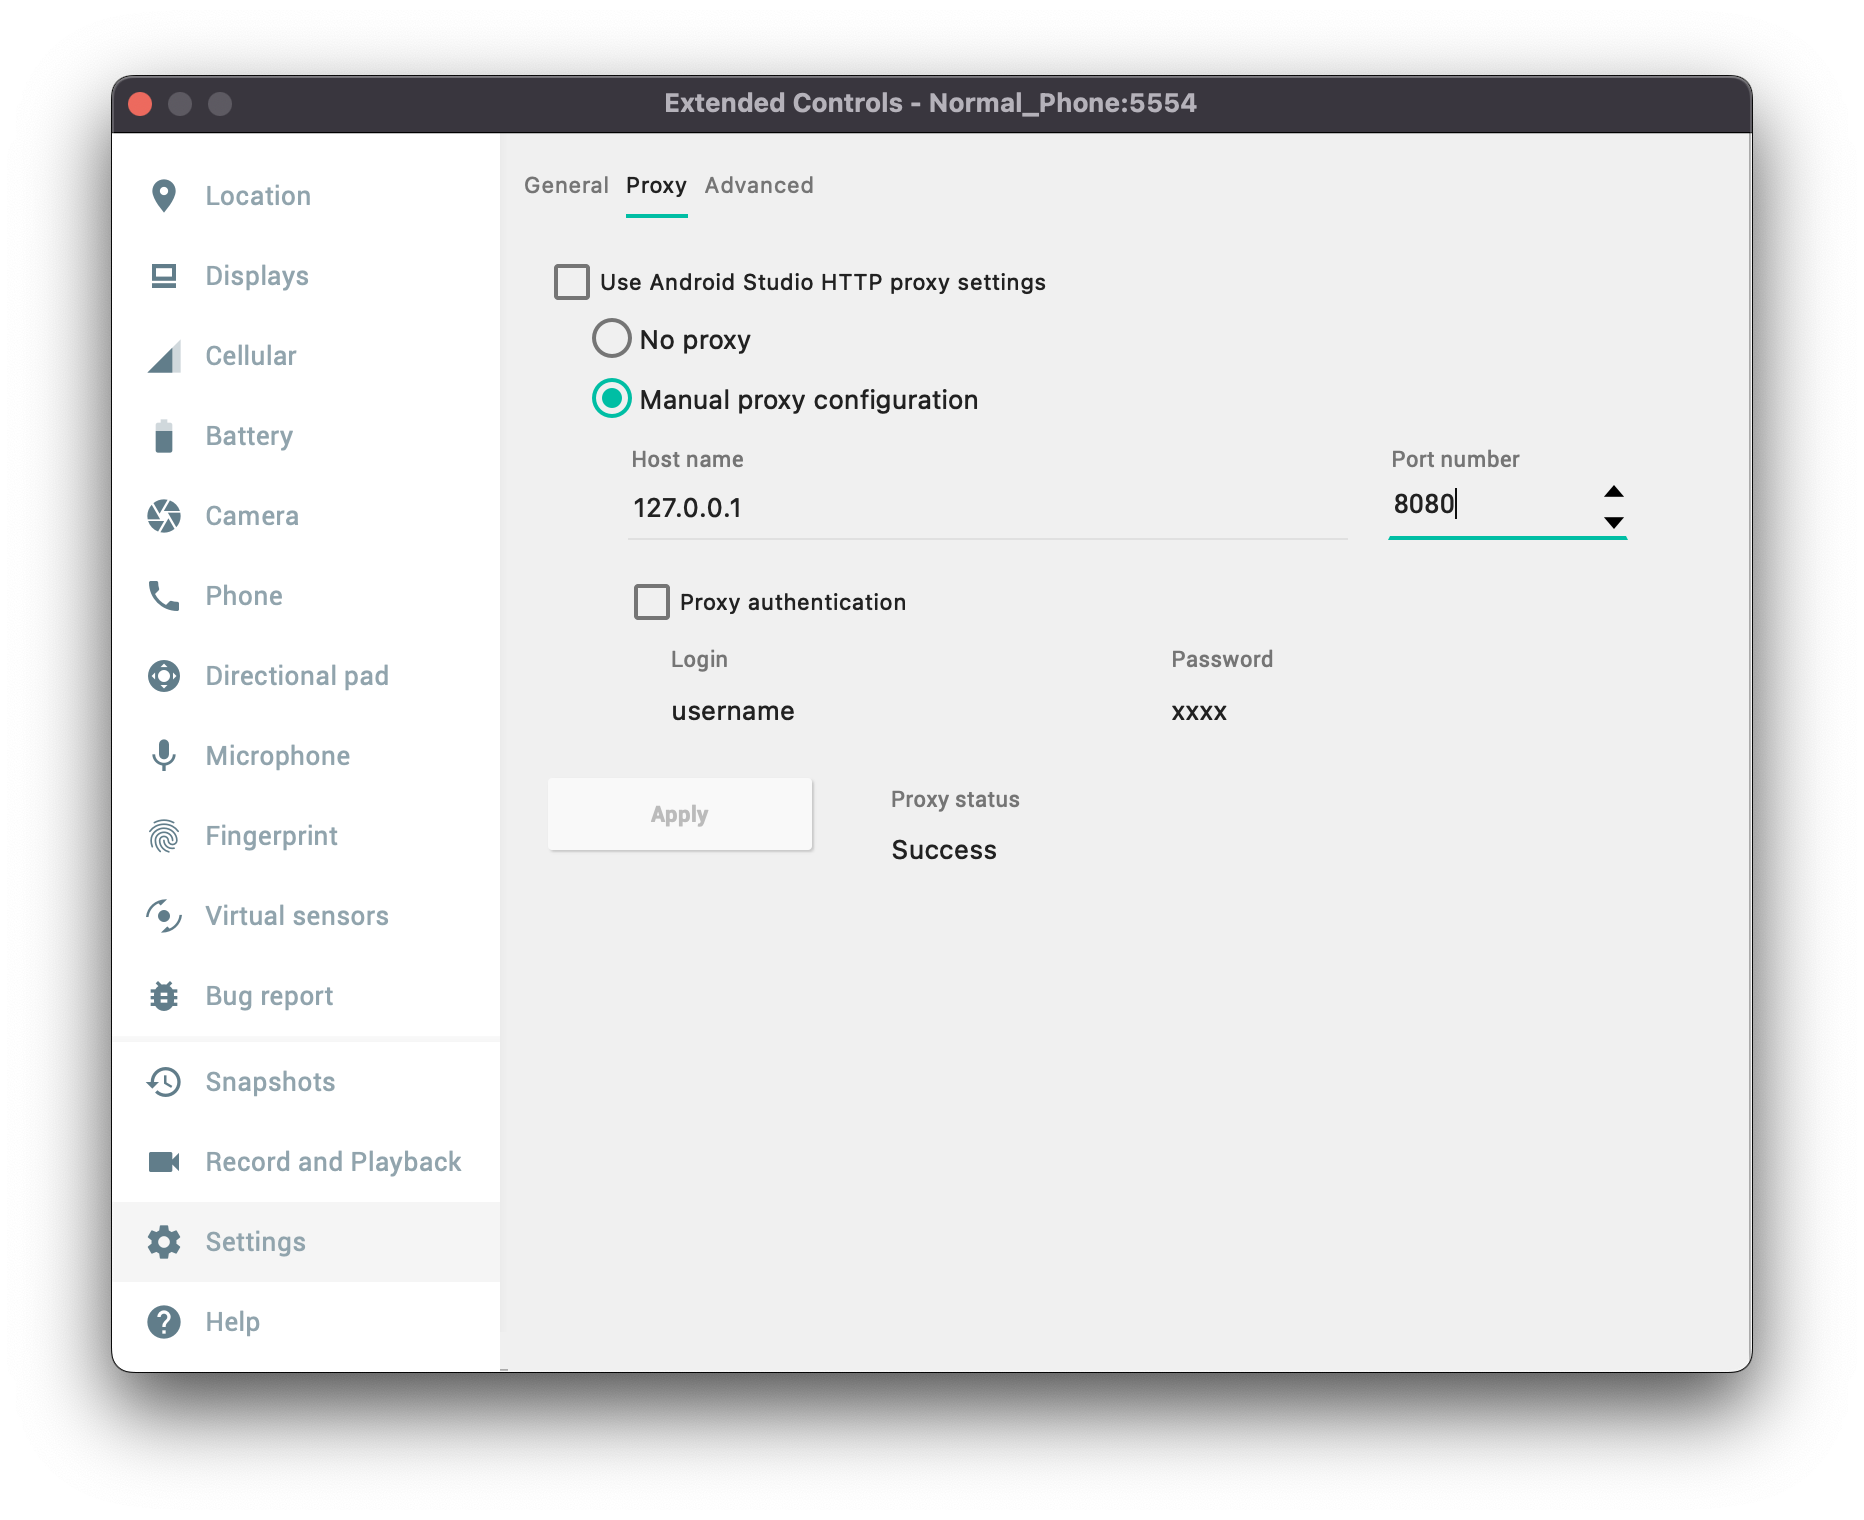 Extended Controls - Normal_Phone:5554
Location
Displays
Cellular
Battery
Camera
Phone
Directional pad
Microphone
Fingerprint
Virtual sensors
Bug report
Snapshots
Record and Playback
Settings
Help
General Proxy Advanced
Use Android Studio HTTP proxy settings
No proxy
Manual proxy configuration
Host name Port number
127.0.0.1 8080
Proxy authentication
Login Password
username xxxx
Apply
Proxy status
Success